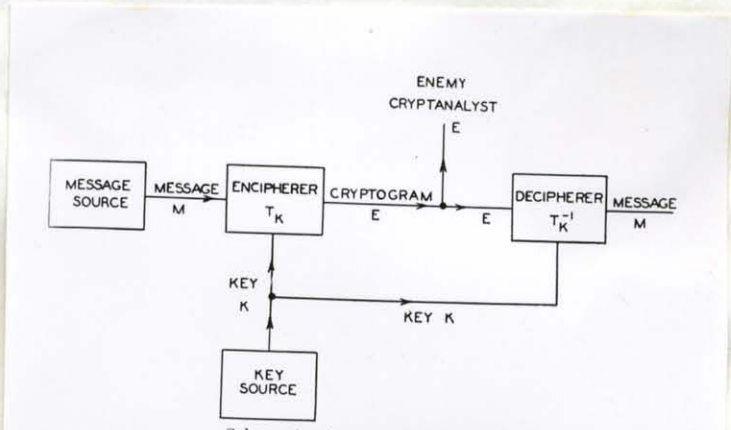 ENEMY
CRYPTANALYST
E
MESSAGE
SOURCE
MESSAGE
M
ENCIPHERER
T_K
CRYPTOGRAM
E
E
DECIPHERER
T_K^-1
MESSAGE
M
KEY
K
KEY K
KEY
SOURCE